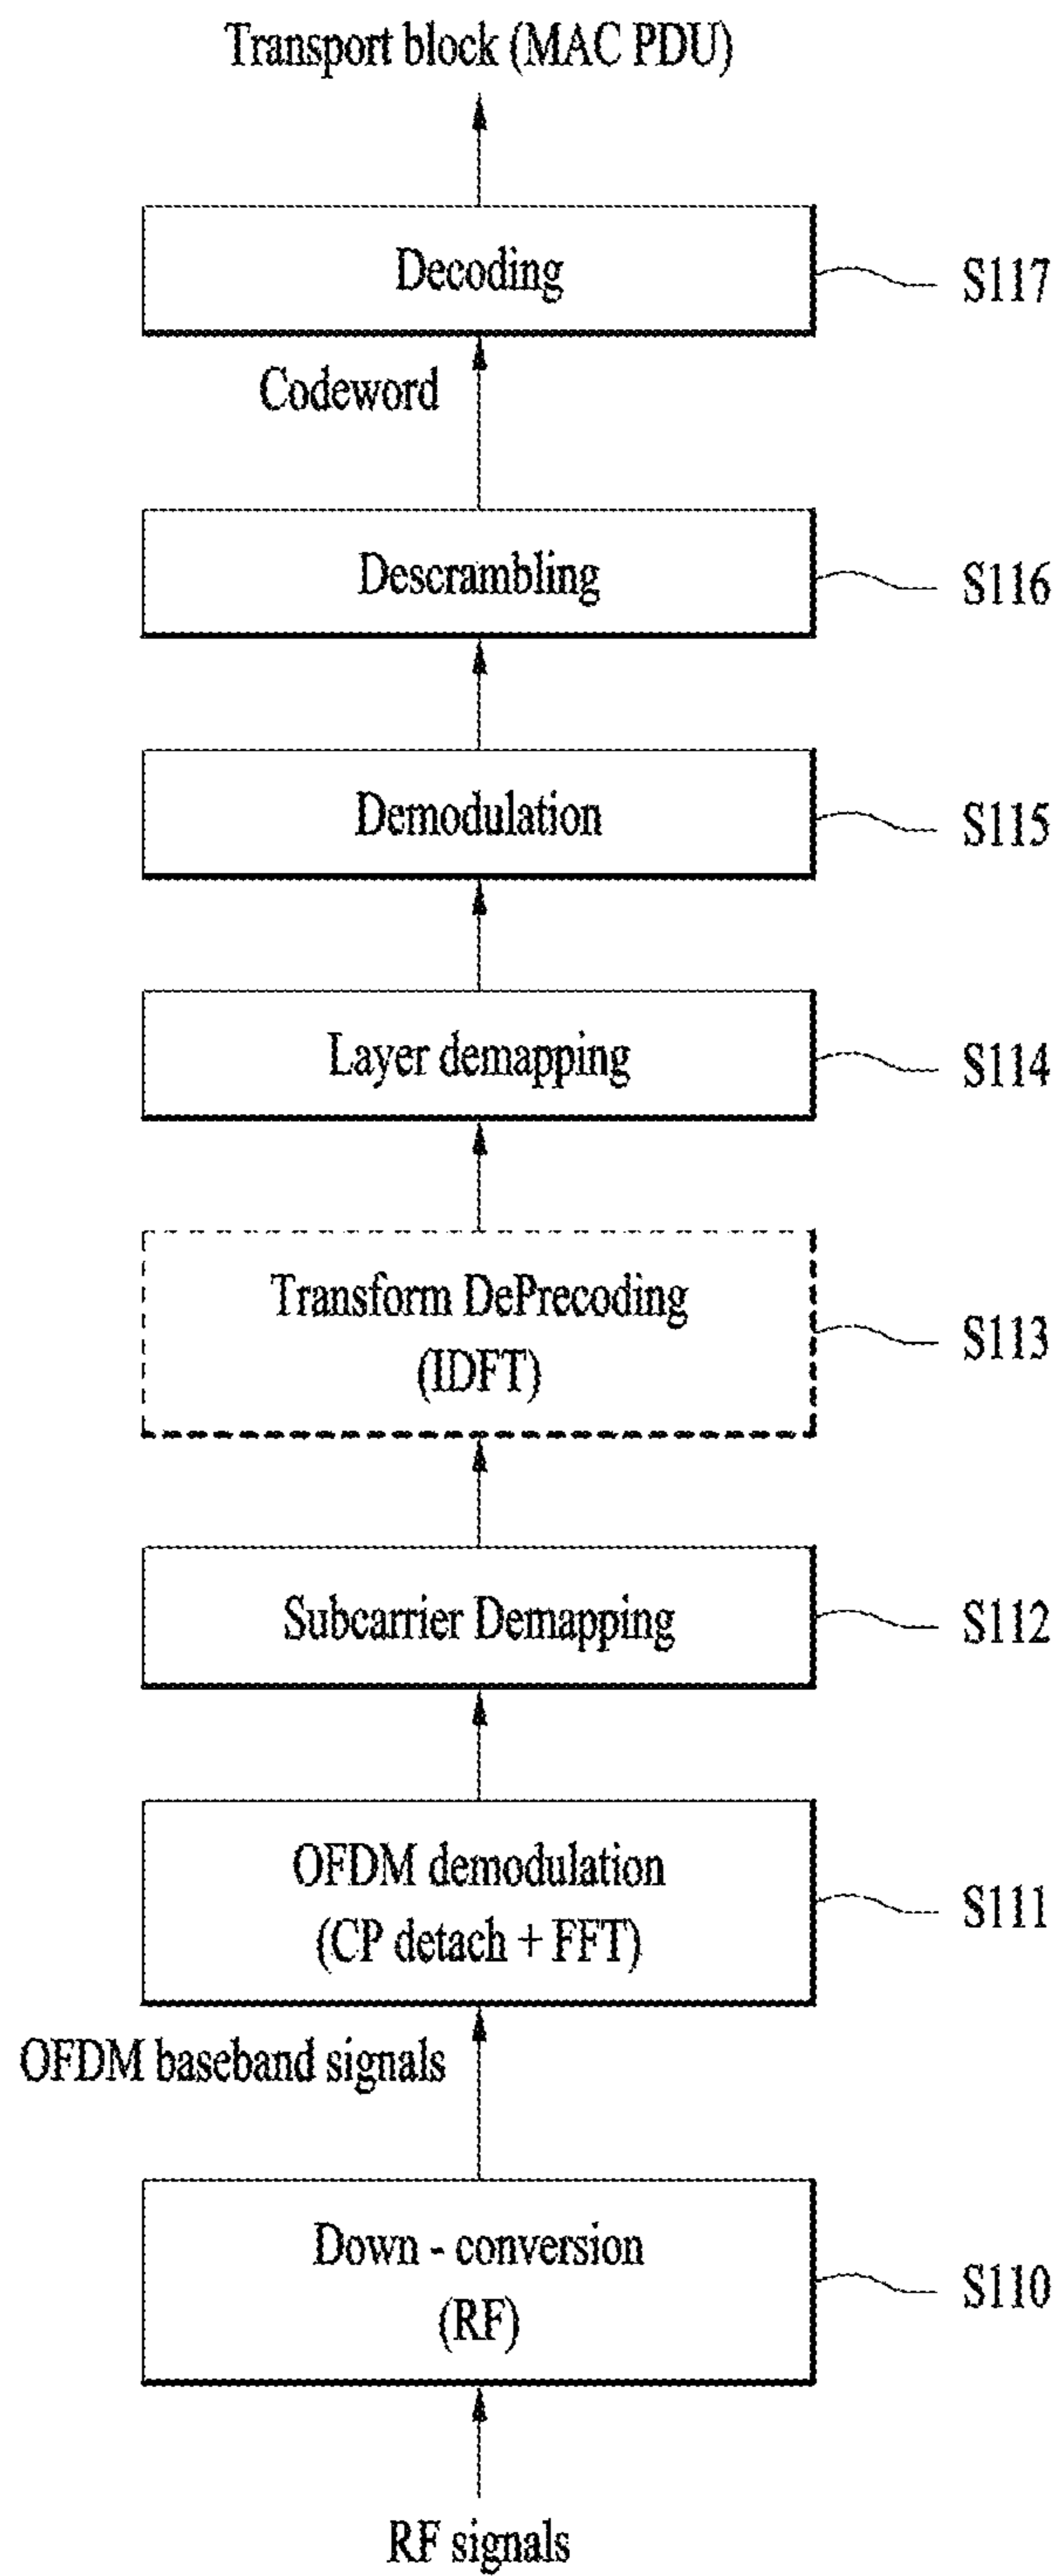 Transport block (MAC PDU)
Decoding
S117
Codeword
Descrambling
S116
Demodulation
S115
Layer demapping
S114
Transform DePrecoding
(IDFT)
S113
Subcarrier Demapping
S112
OFDM demodulation
(CP detach + FFT)
S111
OFDM baseband signals
Down - conversion
(RF)
S110
RF signals